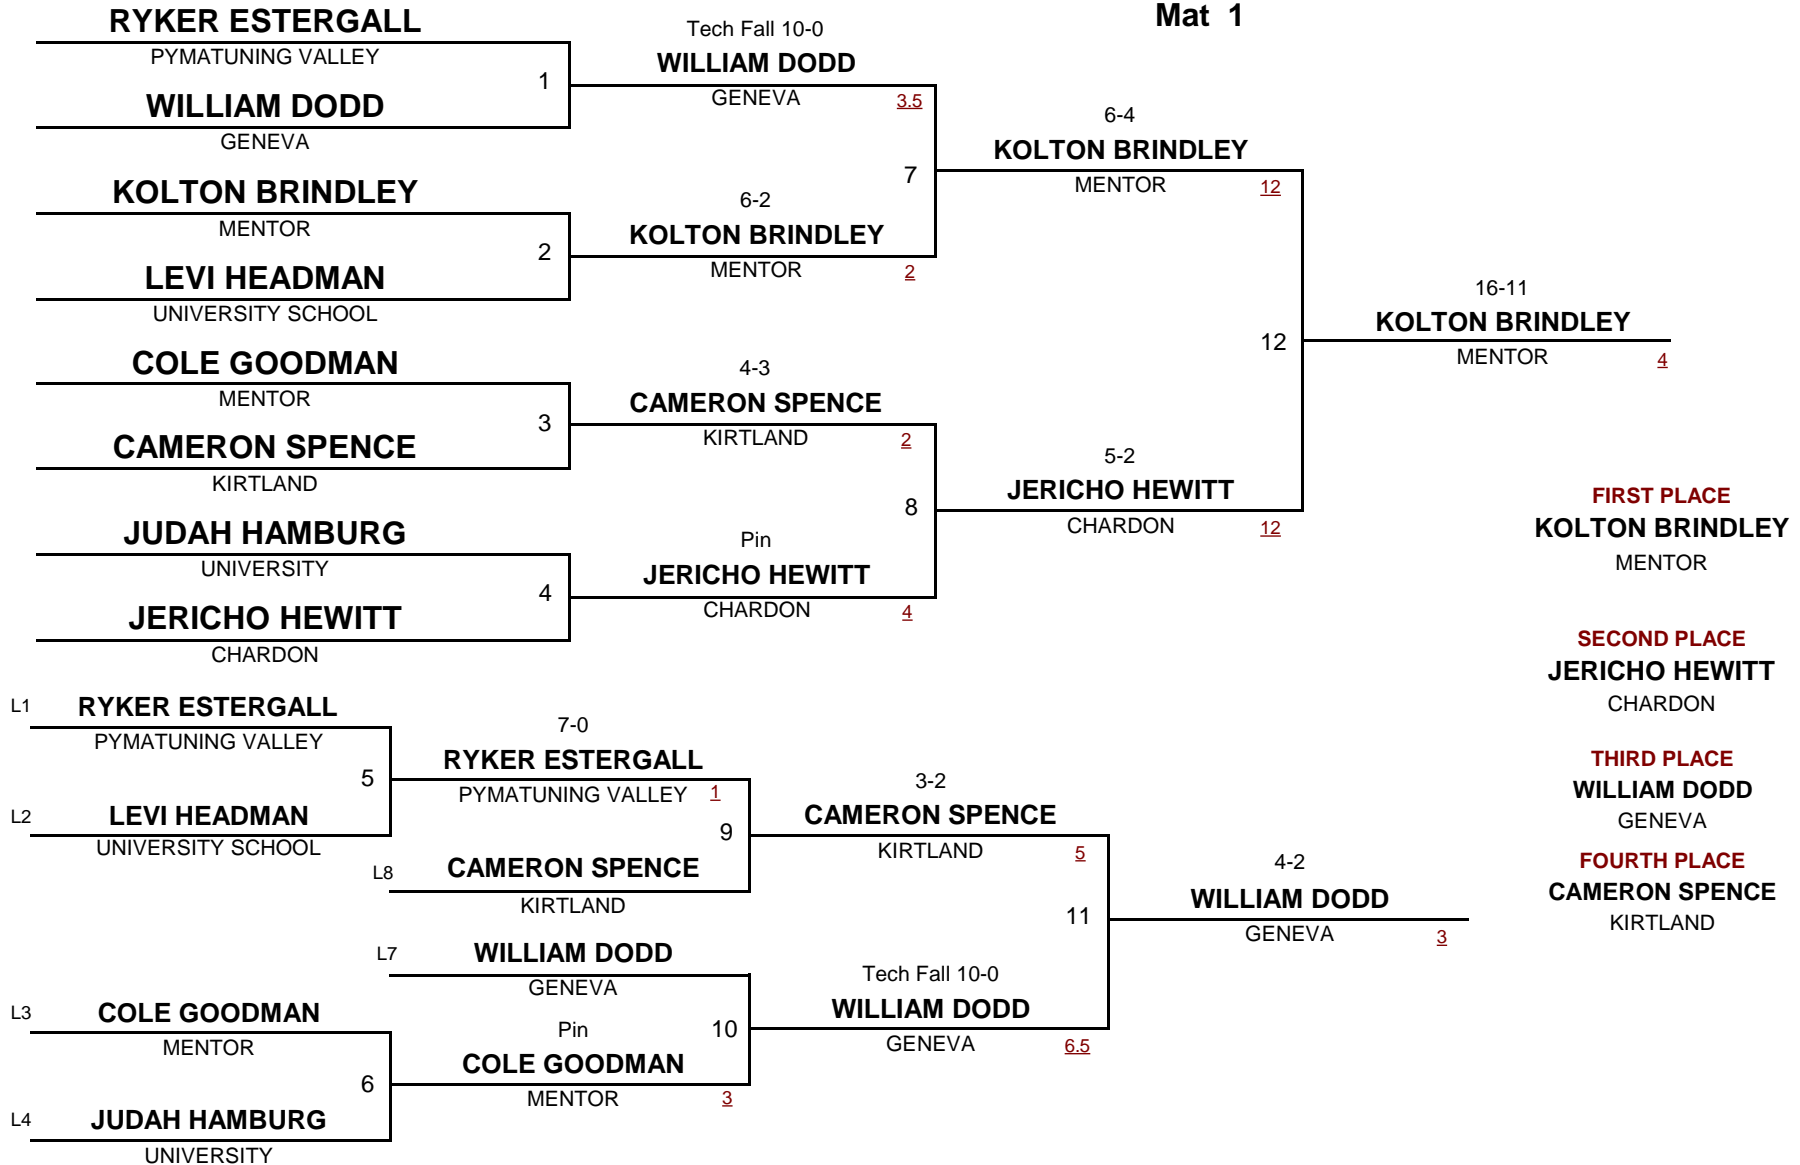 Mat 1
RYKER ESTERGALL
PYMATUNING VALLEY
1
WILLIAM DODD
GENEVA
Tech Fall 10-0
WILLIAM DODD
GENEVA 3.5
KOLTON BRINDLEY
MENTOR
2
LEVI HEADMAN
UNIVERSITY SCHOOL
6-2
KOLTON BRINDLEY
MENTOR 2
7
6-4
KOLTON BRINDLEY
MENTOR 12
COLE GOODMAN
MENTOR
3
CAMERON SPENCE
KIRTLAND
4-3
CAMERON SPENCE
KIRTLAND 2
JUDAH HAMBURG
UNIVERSITY
4
JERICHO HEWITT
CHARDON
Pin
JERICHO HEWITT
CHARDON 4
8
5-2
JERICHO HEWITT
CHARDON 12
12
16-11
KOLTON BRINDLEY
MENTOR 4
FIRST PLACE
KOLTON BRINDLEY
MENTOR
SECOND PLACE
JERICHO HEWITT
CHARDON
THIRD PLACE
WILLIAM DODD
GENEVA
FOURTH PLACE
CAMERON SPENCE
KIRTLAND
L1 RYKER ESTERGALL
PYMATUNING VALLEY
5
L2 LEVI HEADMAN
UNIVERSITY SCHOOL
7-0
RYKER ESTERGALL
PYMATUNING VALLEY 1
9
L8 CAMERON SPENCE
KIRTLAND
3-2
CAMERON SPENCE
KIRTLAND 5
L7 WILLIAM DODD
GENEVA
10
L3 COLE GOODMAN
MENTOR
6
L4 JUDAH HAMBURG
UNIVERSITY
Pin
COLE GOODMAN
MENTOR 3
Tech Fall 10-0
WILLIAM DODD
GENEVA 6.5
11
4-2
WILLIAM DODD
GENEVA 3